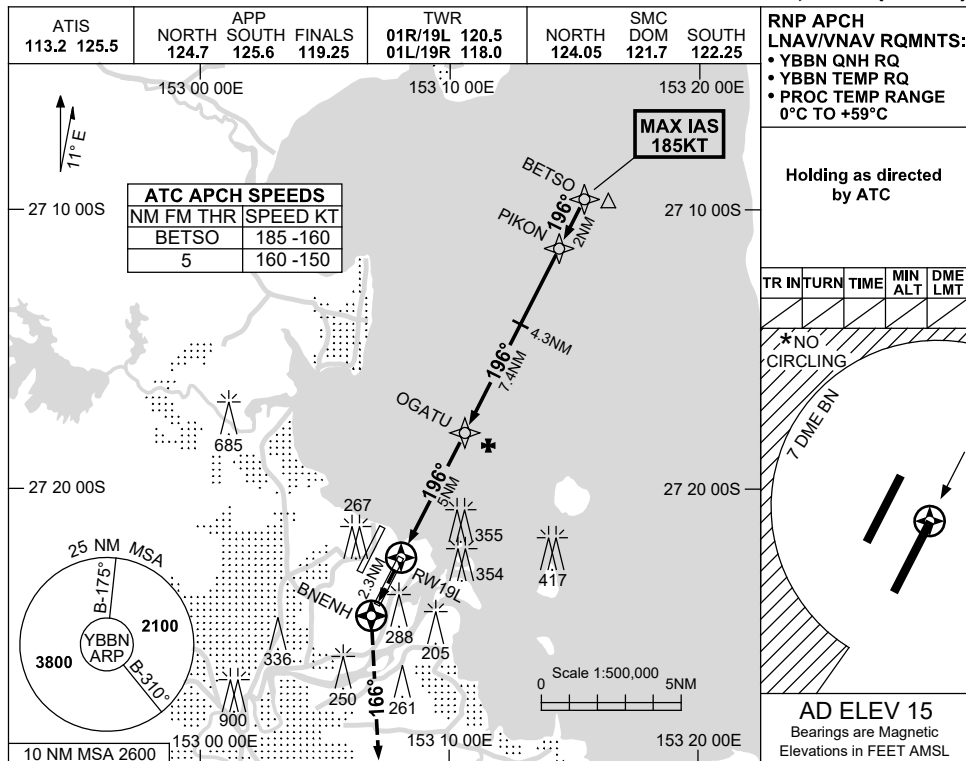 ATIS
113.2 125.5
APP
NORTH SOUTH FINALS
124.7 125.6 119.25
TWR
01R/19L 120.5
01L/19R 118.0
SMC
NORTH DOM SOUTH
124.05 121.7 122.25
RNP APCH
LNAV/VNAV RQMNTS:
• YBBN QNH RQ
• YBBN TEMP RQ
• PROC TEMP RANGE
0°C TO +59°C
Holding as directed
by ATC
TR IN TURN TIME MIN ALT DME LMT
*NO
CIRCLING
7 DME BN
AD ELEV 15
Bearings are Magnetic
Elevations in FEET AMSL
153 00 00E
153 10 00E
153 20 00E
11° E
MAX IAS
185KT
BETSO
196°
2NM
PIKON
27 10 00S
27 10 00S
ATC APCH SPEEDS
NM FM THR SPEED KT
BETSO 185 -160
5 160 -150
4.3NM
196°
7.4NM
OGATU
685
196°
5NM
27 20 00S
27 20 00S
267
355
354
417
RW19L
2.3NM
BNENH
288
205
336
250
261
900
166°
25 NM MSA
B-175°
2100
YBBN
ARP
3800
B-310°
Scale 1:500,000
0 5NM
10 NM MSA 2600
153 00 00E
153 10 00E
153 20 00E